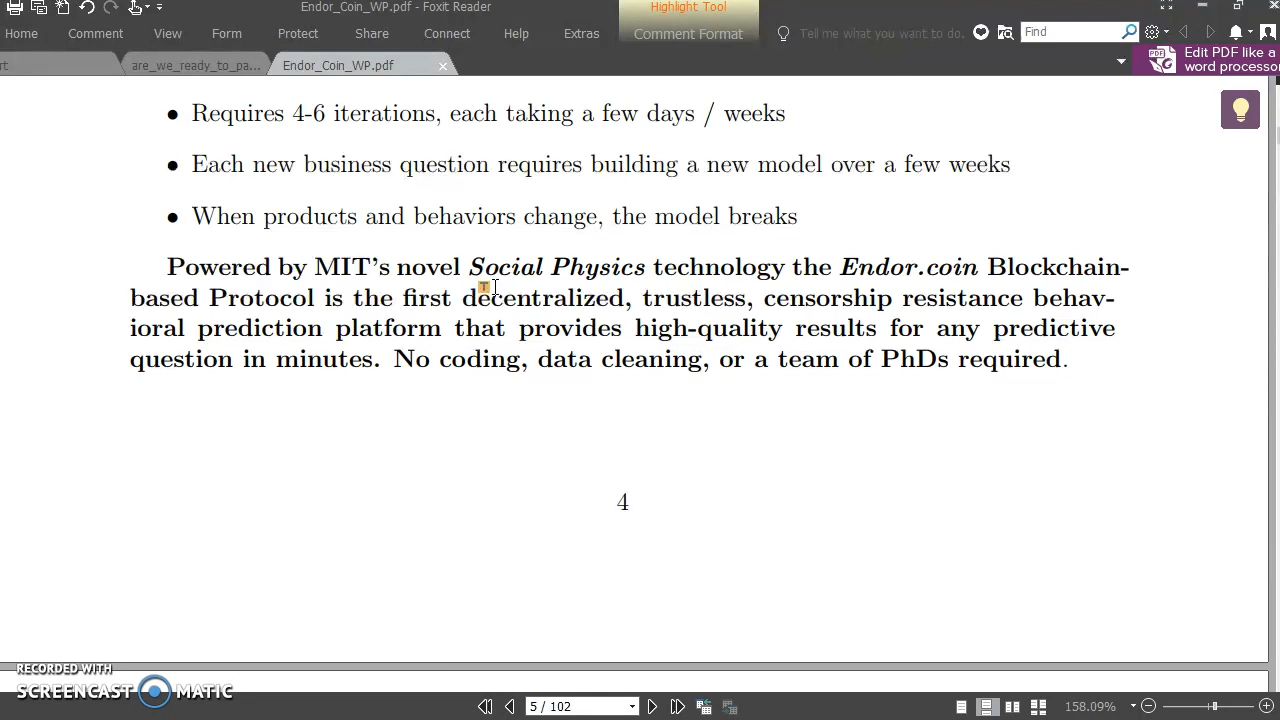 Endor_Coin_WP.pdf - Foxit Reader
Highlight Tool
Home Comment View Form Protect Share Connect Help Extras Comment Format Tell me what you want to do. Find
rt are_we_ready_to_pa... Endor_Coin_WP.pdf × Edit PDF like a
word processor
• Requires 4-6 iterations, each taking a few days / weeks
• Each new business question requires building a new model over a few weeks
• When products and behaviors change, the model breaks
Powered by MIT's novel Social Physics technology the Endor.coin Blockchain-
based Protocol is the first decentralized, trustless, censorship resistance behav-
ioral prediction platform that provides high-quality results for any predictive
question in minutes. No coding, data cleaning, or a team of PhDs required.
4
RECORDED WITH
SCREENCAST MATIC
5 / 102 158.09%